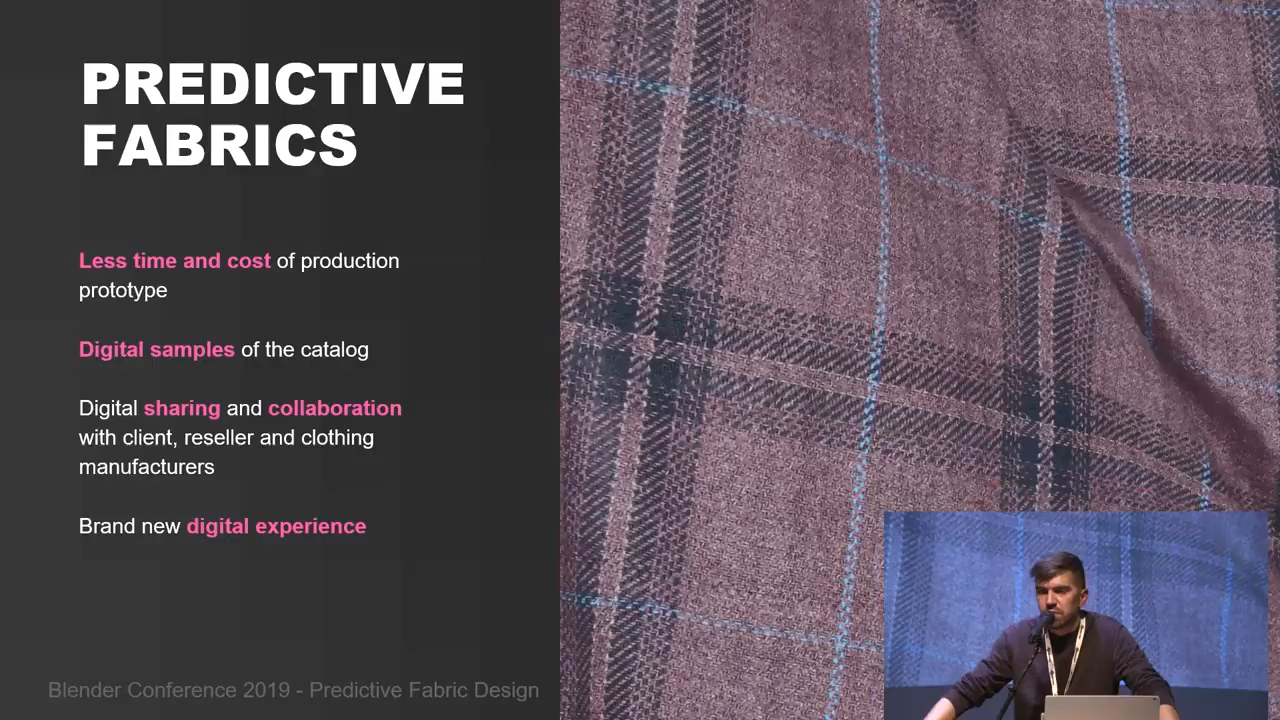 PREDICTIVE
FABRICS
Less time and cost of production
prototype
Digital samples of the catalog
Digital sharing and collaboration
with client, reseller and clothing
manufacturers
Brand new digital experience
Blender Conference 2019 - Predictive Fabric Design